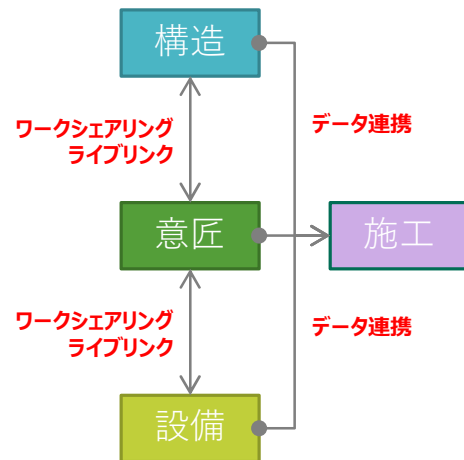 構造
ワークシェアリング
ライブリンク
データ連携
意匠
施工
ワークシェアリング
ライブリンク
データ連携
設備